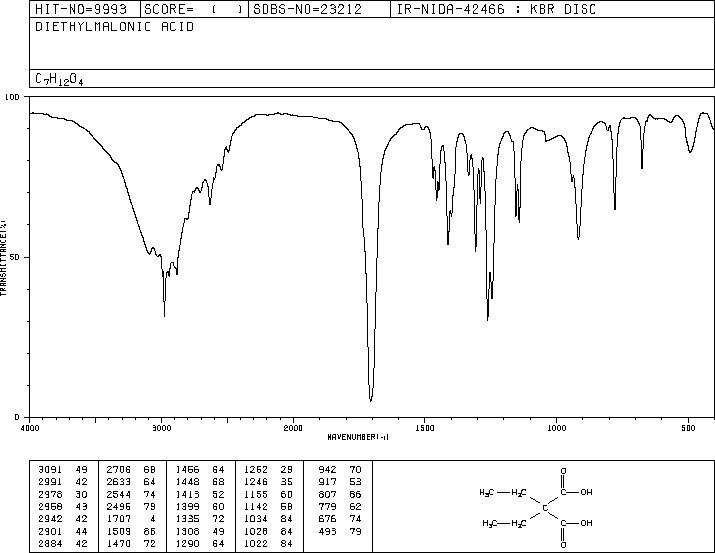 HIT-NO=9993 SCORE= ( ) SDBS-NO=23212 IR-NIDA-42466 : KBR DISC
DIETHYLMALONIC ACID
C7H12O4
100
50
0
TRANSMITTANCE(%)
4000 3000 2000 1500 1000 500
WAVENUMBER(-1)
3091 49 2706 68 1456 64 1262 29 942 70
2991 42 2633 64 1448 68 1246 35 917 53
2978 30 2544 74 1413 52 1155 60 807 86
2958 43 2496 79 1399 60 1142 58 779 62
2942 42 1707 4 1335 72 1034 84 676 74
2901 44 1509 86 1308 49 1028 84 493 79
2884 42 1470 72 1290 64 1022 84
O
H3C H2C C OH
C
H3C H2C C OH
O